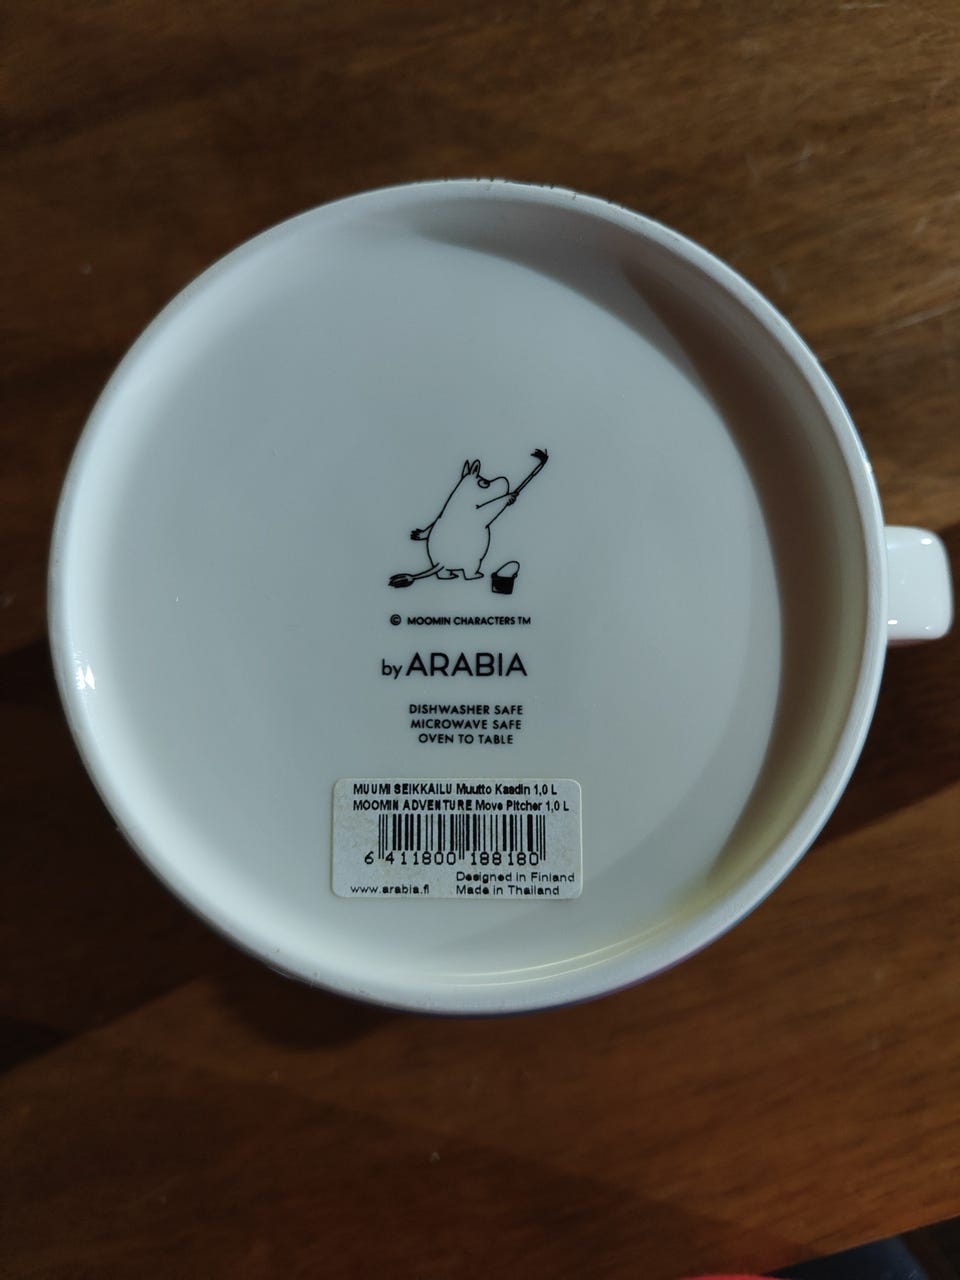 © MOOMIN CHARACTERS TM
by ARABIA
DISHWASHER SAFE
MICROWAVE SAFE
OVEN TO TABLE
MUUMI SEIKKAILU Muutto Kaadin 1,0 L
MOOMIN ADVENTURE Move Pitcher 1,0 L
6 411800 188180
Designed in Finland
www.arabia.fi Made in Thailand